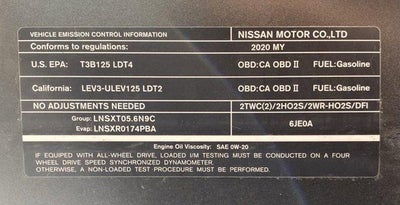 VEHICLE EMISSION CONTROL INFORMATION NISSAN MOTOR CO.,LTD
Conforms to regulations: 2020 MY
U.S. EPA: T3B125 LDT4 OBD:CA OBD II FUEL:Gasoline
California: LEV3-ULEV125 LDT2 OBD:CA OBD II FUEL:Gasoline
NO ADJUSTMENTS NEEDED 2TWC(2)/2HO2S/2WR-HO2S/DFI
Group: LNSXT05.6N9C
Evap: LNSXR0174PBA 6JE0A
Engine Oil Viscosity: SAE 0W-20
IF EQUIPPED WITH ALL-WHEEL DRIVE, LOADED I/M TESTING MUST BE CONDUCTED ON A FOUR
WHEEL DRIVE SPEED SYNCHRONIZED DYNAMOMETER.
OTHERWISE, A NON-LOADED TEST PROCEDURE MUST BE PERFORMED.